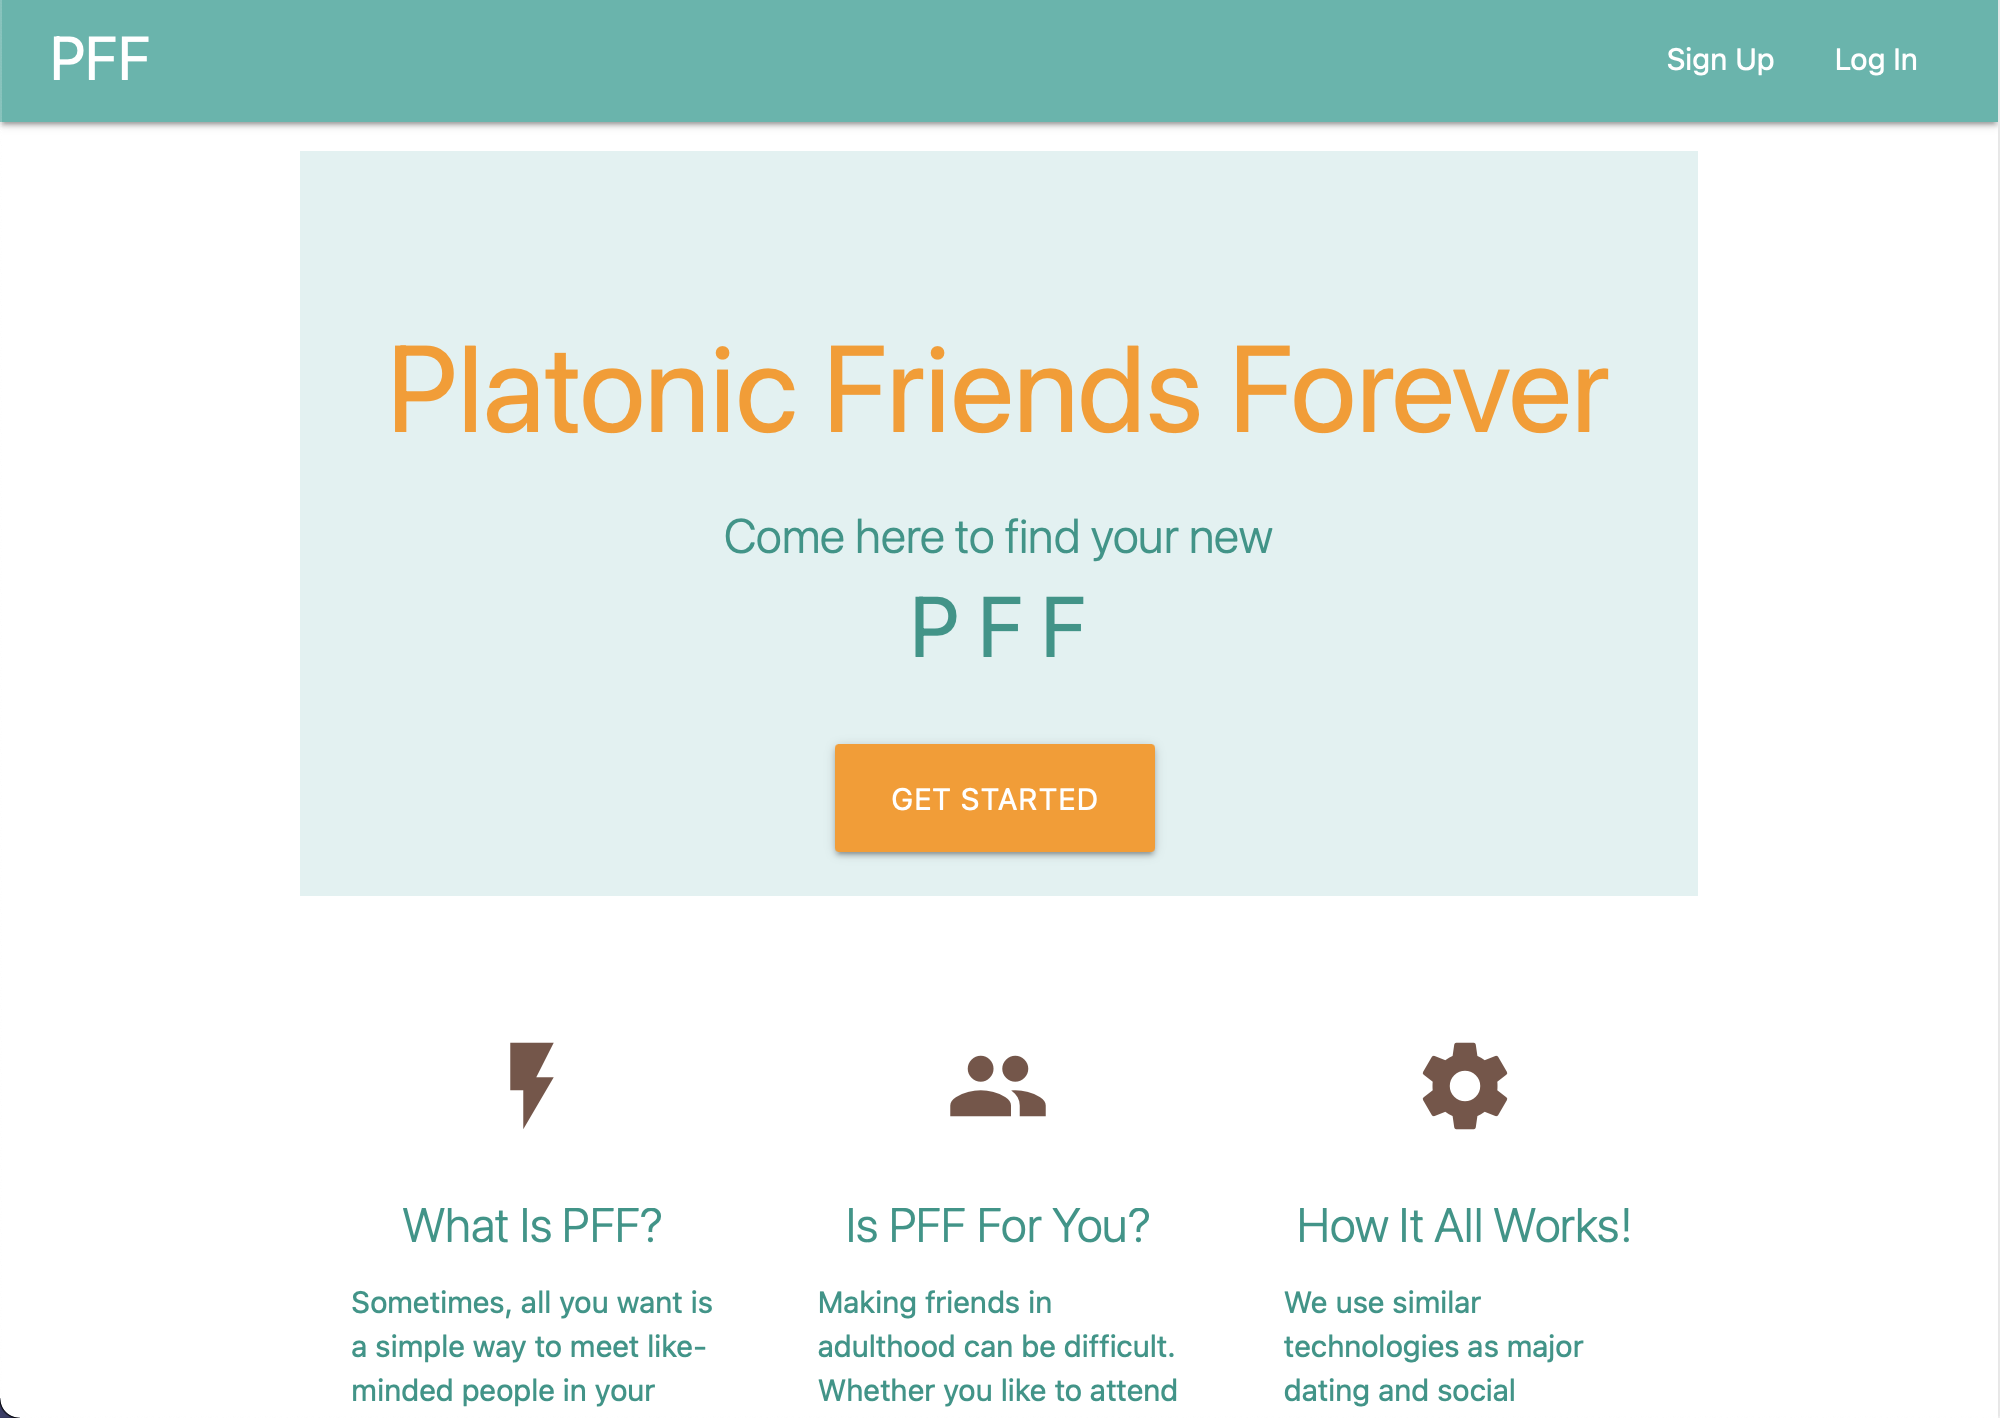 PFF
Sign Up
Log In
Platonic Friends Forever
Come here to find your new
P F F
GET STARTED
What Is PFF?
Sometimes, all you want is
a simple way to meet like-
minded people in your
Is PFF For You?
Making friends in
adulthood can be difficult.
Whether you like to attend
How It All Works!
We use similar
technologies as major
dating and social